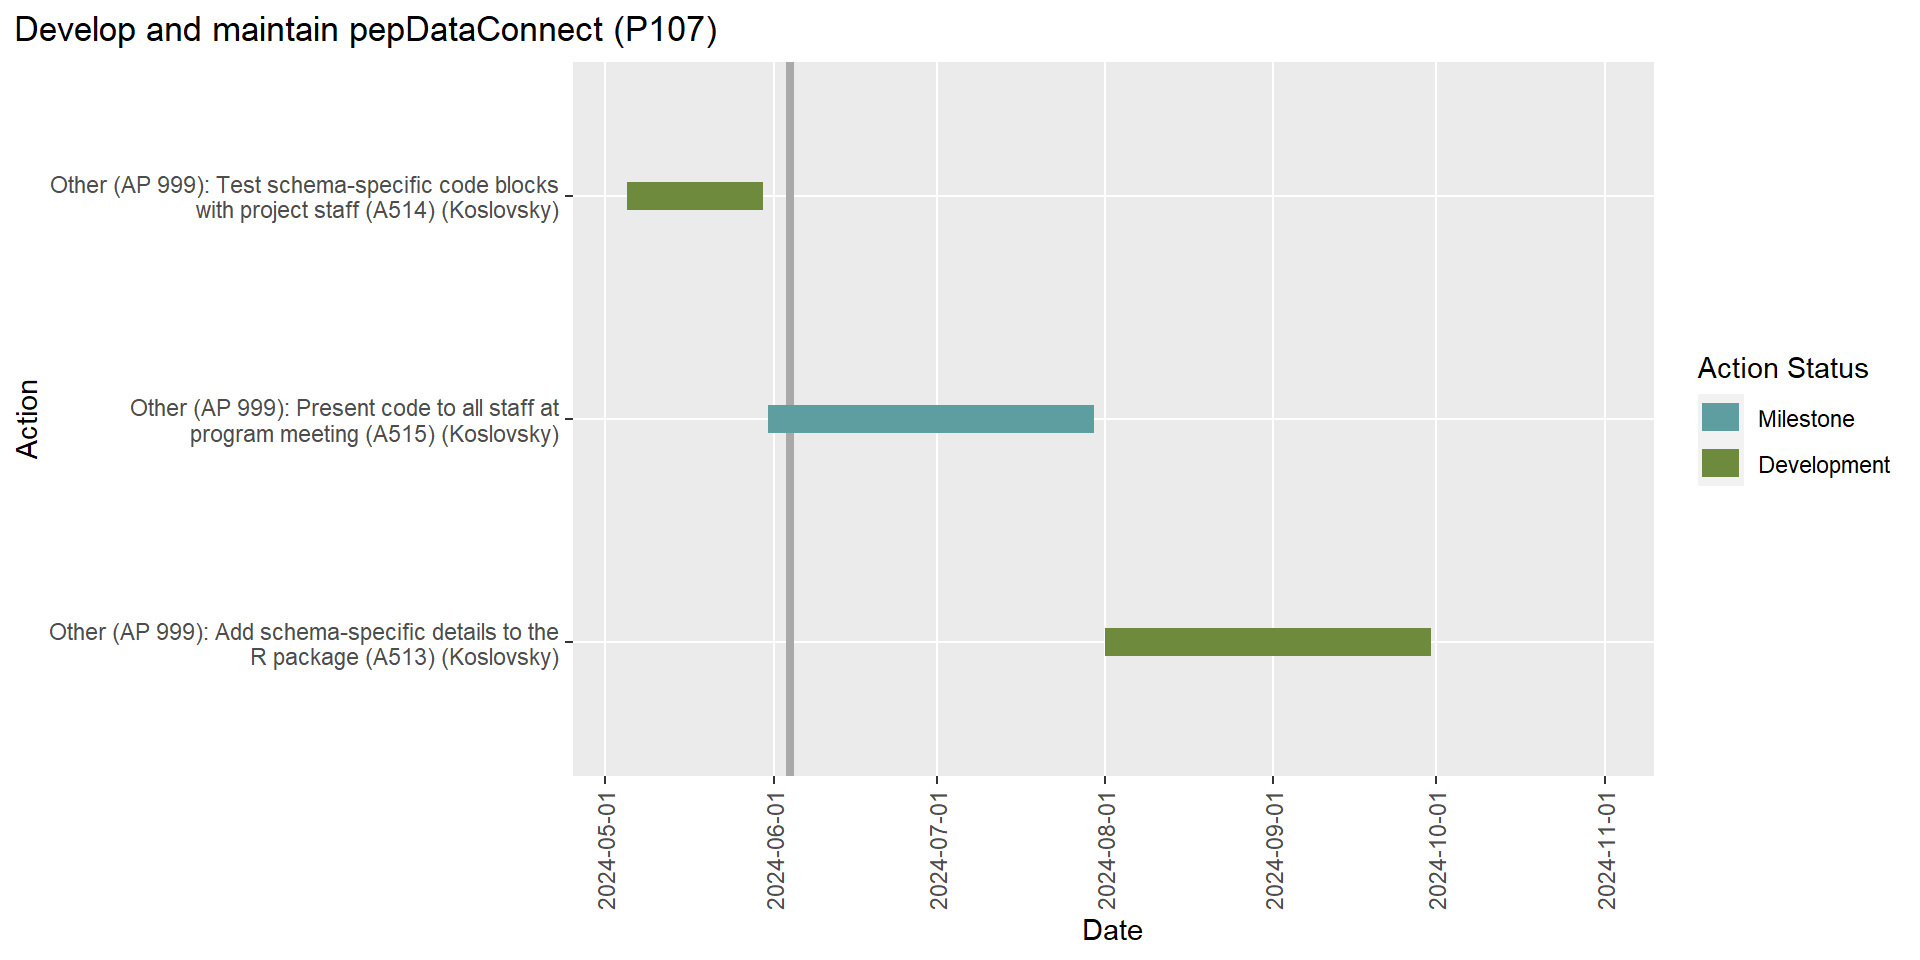 Develop and maintain pepDataConnect (P107)
Other (AP 999): Test schema-specific code blocks
with project staff (A514) (Koslovsky)
Other (AP 999): Present code to all staff at
program meeting (A515) (Koslovsky)
Other (AP 999): Add schema-specific details to the
R package (A513) (Koslovsky)
Action
2024-05-01
2024-06-01
2024-07-01
2024-08-01
2024-09-01
2024-10-01
2024-11-01
Date
Action Status
Milestone
Development